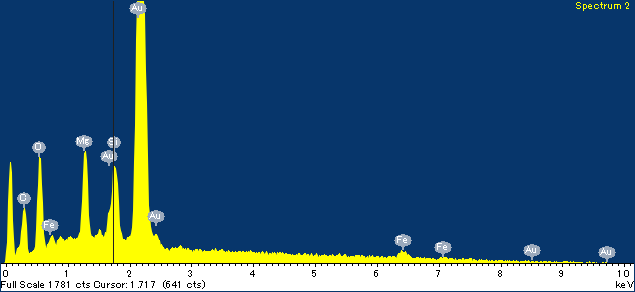 Spectrum 2
Au
O Mg Si
Au
C
Fe
Au
Fe
Fe
Au
Au
0 1 2 3 4 5 6 7 8 9 10
Full Scale 1781 cts Cursor: 1.717 (641 cts)
keV